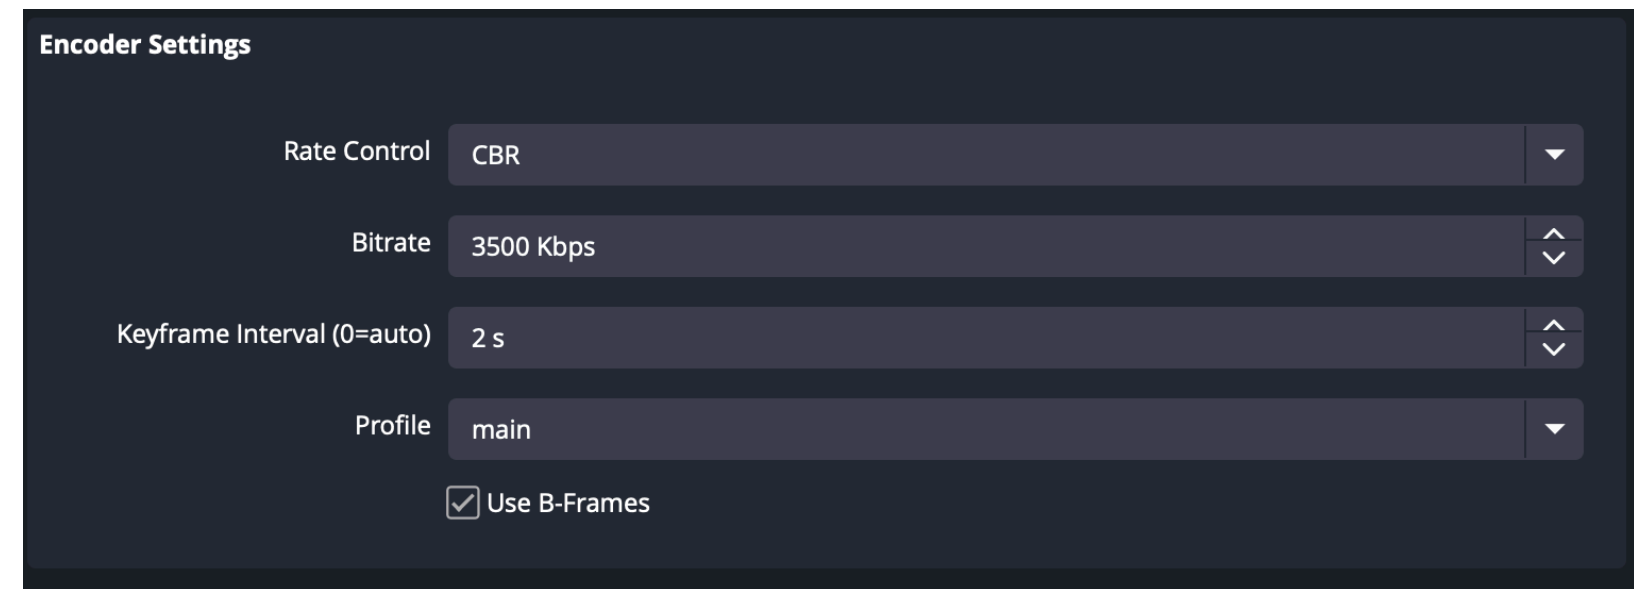 Encoder Settings
Rate Control CBR
Bitrate 3500 Kbps
Keyframe Interval (0=auto) 2 s
Profile main
Use B-Frames